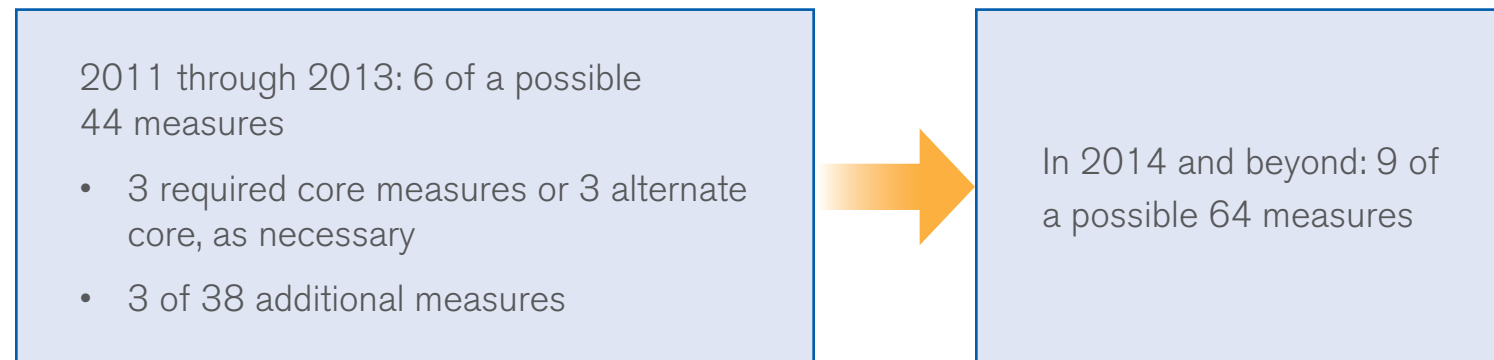 2011 through 2013: 6 of a possible
44 measures
• 3 required core measures or 3 alternate
core, as necessary
• 3 of 38 additional measures
In 2014 and beyond: 9 of
a possible 64 measures